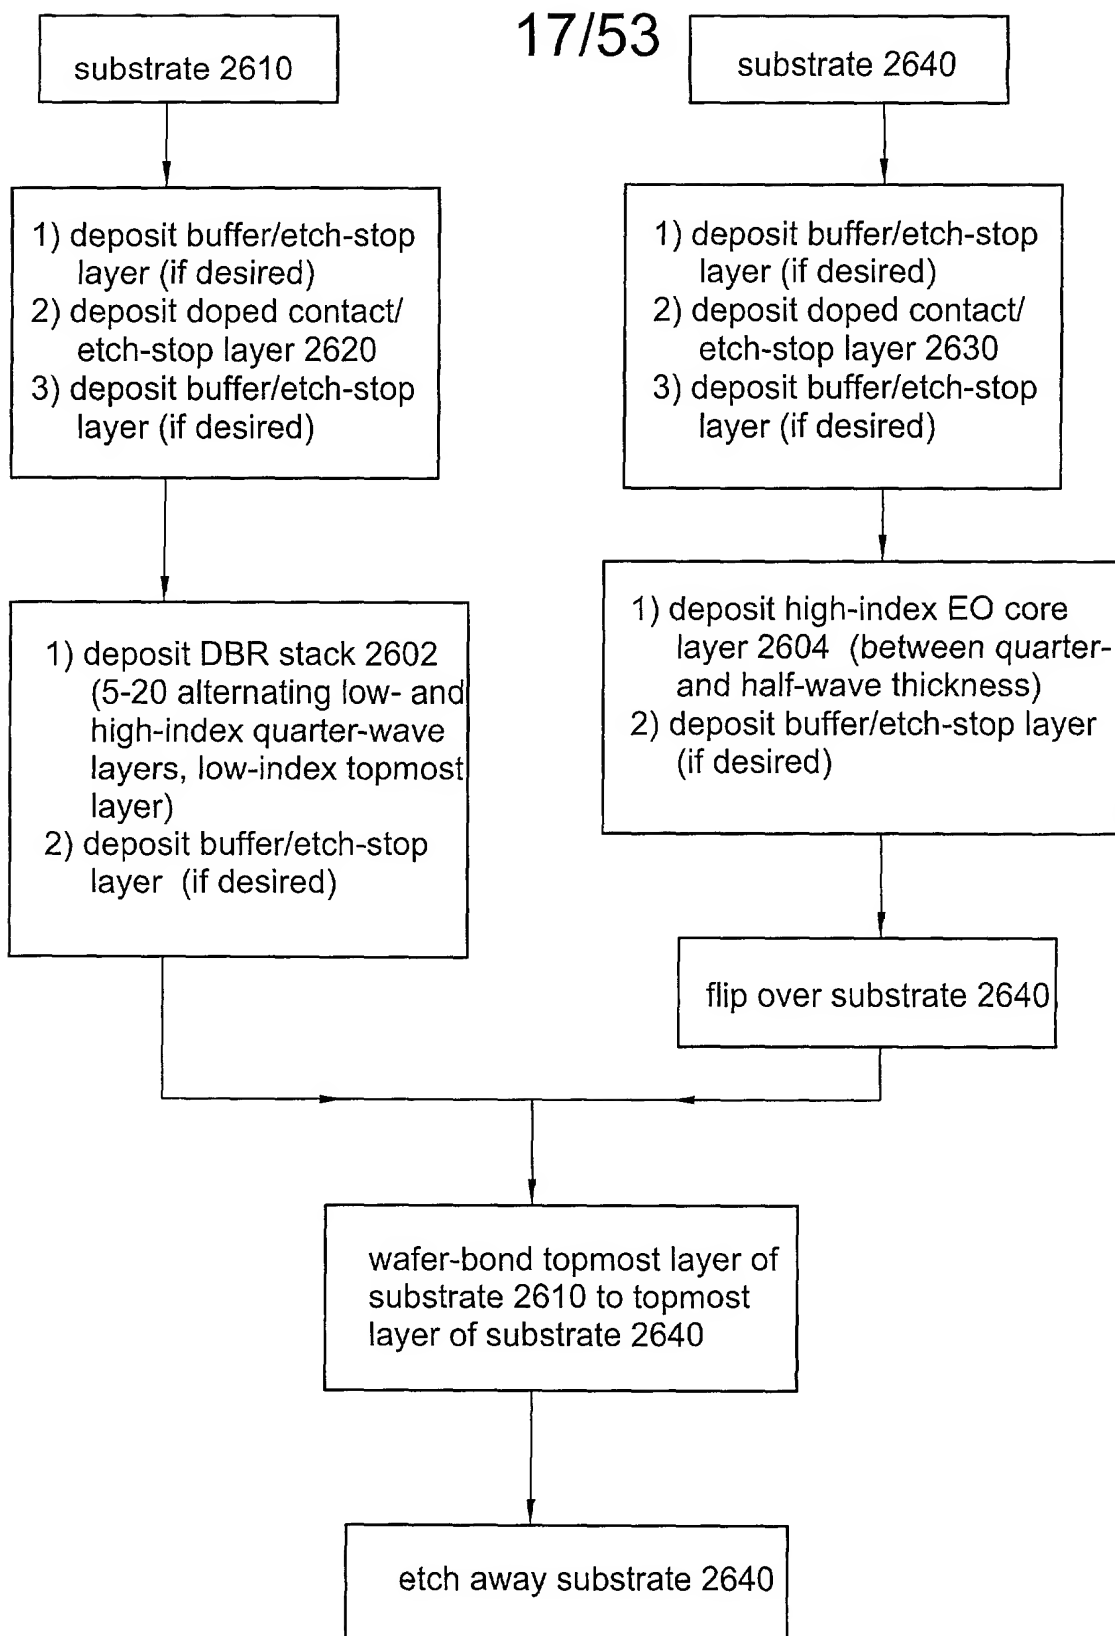 17/53
substrate 2610
1) deposit buffer/etch-stop
layer (if desired)
2) deposit doped contact/
etch-stop layer 2620
3) deposit buffer/etch-stop
layer (if desired)
1) deposit DBR stack 2602
(5-20 alternating low- and
high-index quarter-wave
layers, low-index topmost
layer)
2) deposit buffer/etch-stop
layer (if desired)
substrate 2640
1) deposit buffer/etch-stop
layer (if desired)
2) deposit doped contact/
etch-stop layer 2630
3) deposit buffer/etch-stop
layer (if desired)
1) deposit high-index EO core
layer 2604 (between quarter-
and half-wave thickness)
2) deposit buffer/etch-stop layer
(if desired)
flip over substrate 2640
wafer-bond topmost layer of
substrate 2610 to topmost
layer of substrate 2640
etch away substrate 2640